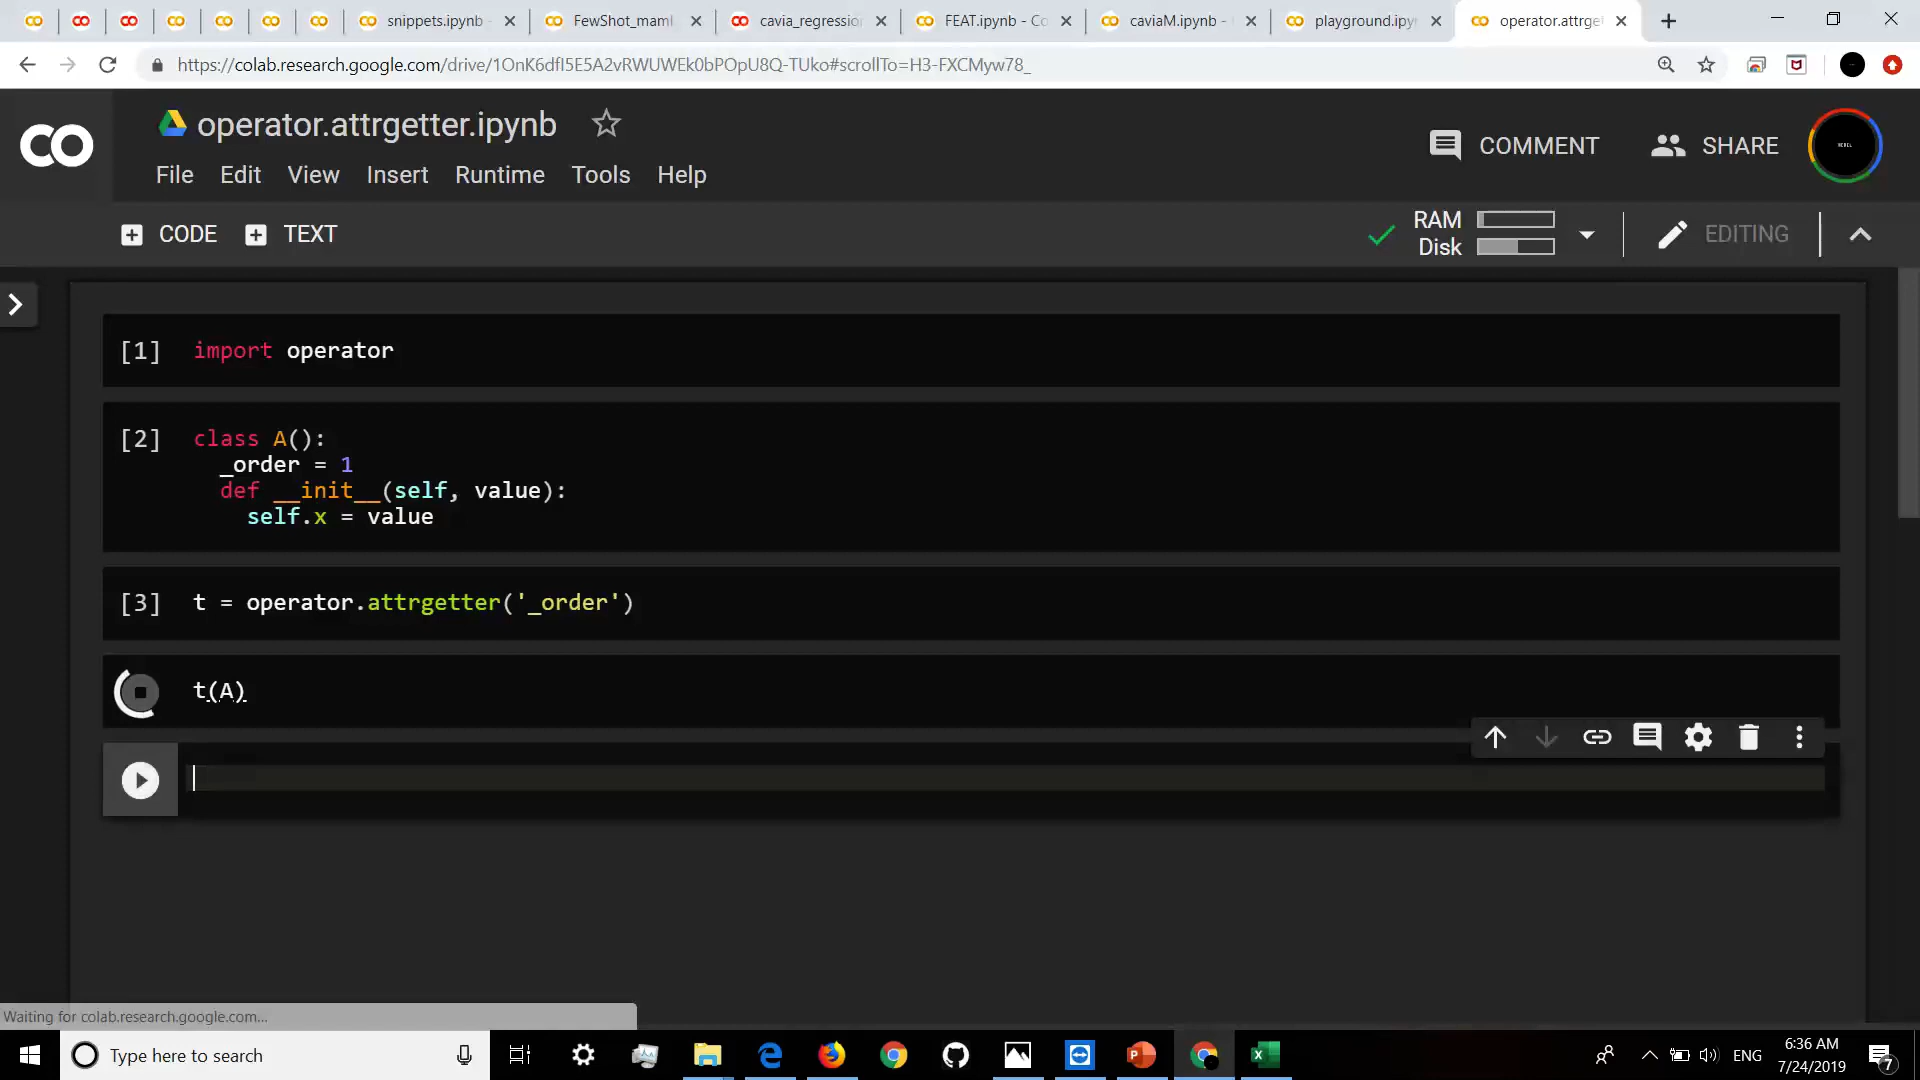 snippets.ipynb -
FewShot_maml
cavia_regressio
FEAT.ipynb - Co
caviaM.ipynb -
playground.ipy
operator.attrge
https://colab.research.google.com/drive/1OnK6dfI5E5A2vRWUWEk0bPOpU8Q-TUko#scrollTo=H3-FXCMyw78_
CO
operator.attrgetter.ipynb
COMMENT
SHARE
File Edit View Insert Runtime Tools Help
CODE
TEXT
RAM
Disk
EDITING
[1] import operator
[2] class A():
_order = 1
def __init__(self, value):
self.x = value
[3] t = operator.attrgetter('_order')
t(A)
Waiting for colab.research.google.com...
Type here to search
ENG
6:36 AM
7/24/2019
7